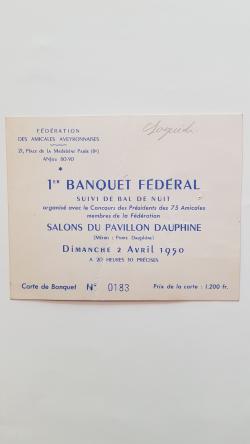 FÉDÉRATION
DES AMICALES AVEYRONNAISES
21, Place de la Madeleine Paris (8e)
ANJou 80-90
*
1er BANQUET FÉDÉRAL
SUIVI DE BAL DE NUIT
organisé avec le Concours des Présidents des 75 Amicales
membres de la Fédération
SALONS DU PAVILLON DAUPHINE
(Métro : Porte Dauphine)
DIMANCHE 2 AVRIL 1950
A 20 HEURES 30 PRÉCISES
Carte de Banquet N° 0183 Prix de la carte : 1.200 fr.